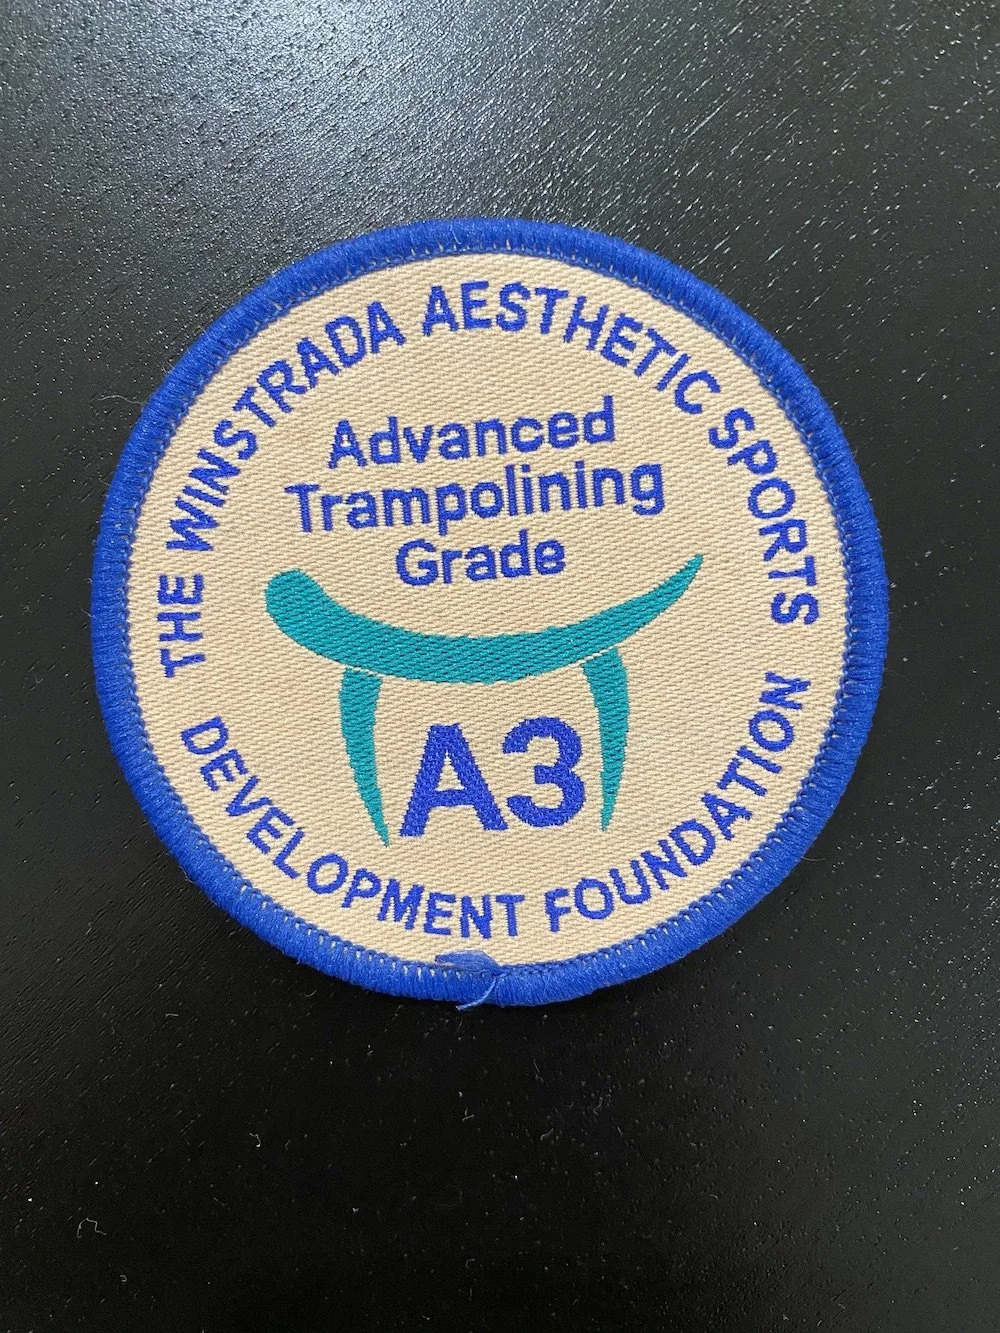 THE WINSTRADA AESTHETIC SPORTS
Advanced
Trampolining
Grade
A3
DEVELOPMENT FOUNDATION